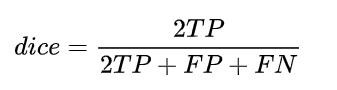 dice = 2TP / 2TP + FP + FN